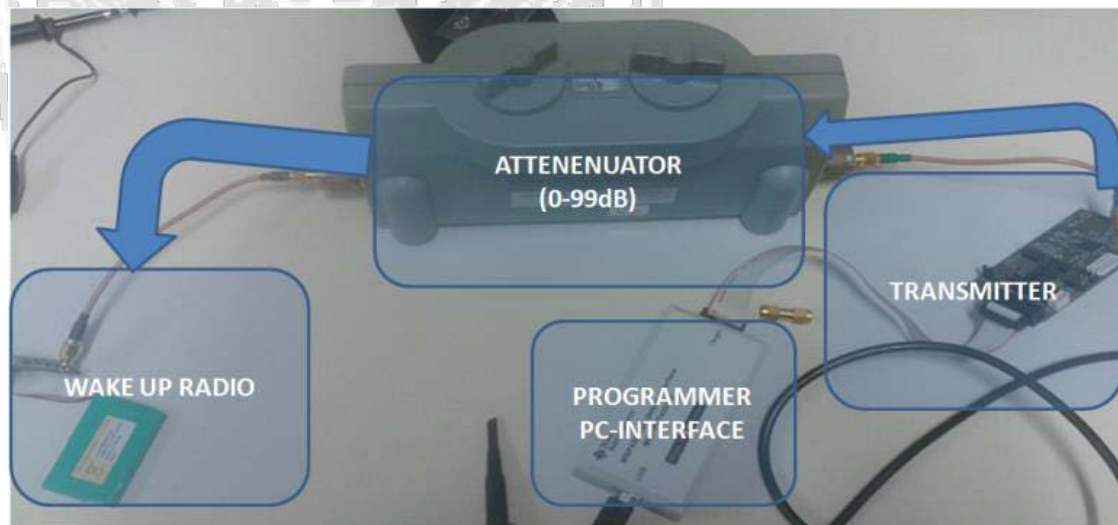 ATTENENUATOR
(0-99dB)
TRANSMITTER
WAKE UP RADIO
PROGRAMMER
PC-INTERFACE